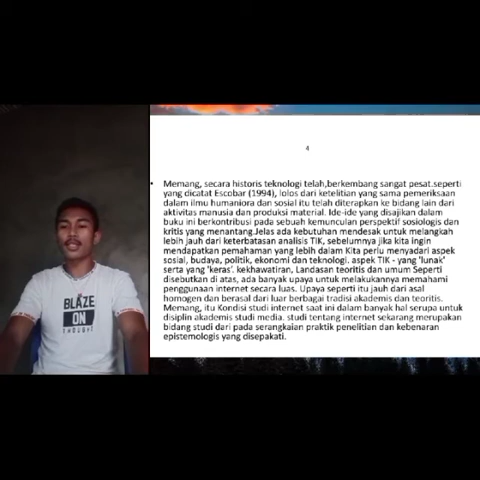 4
• Memang, secara historis teknologi telah,berkembang sangat pesat.seperti
yang dicatat Escobar (1994), lolos dari ketelitian yang sama pemeriksaan
dalam ilmu humaniora dan sosial itu telah diterapkan ke bidang lain dari
aktivitas manusia dan produksi material. Ide-ide yang disajikan dalam
buku ini berkontribusi pada sebuah kemunculan perspektif sosiologis dan
kritis yang menantang.Jelas ada kebutuhan mendesak untuk melangkah
lebih jauh dari keterbatasan analisis TIK, sebelumnya jika kita ingin
mendapatkan pemahaman yang lebih dalam Kita perlu menyadari aspek
sosial, budaya, politik, ekonomi dan teknologi. aspek TIK - yang 'lunak'
serta yang 'keras'. kekhawatiran, Landasan teoritis dan umum Seperti
disebutkan di atas, ada banyak upaya untuk melakukannya memahami
penggunaan internet secara luas. Upaya seperti itu jauh dari asal
homogen dan berasal dari luar berbagai tradisi akademis dan teoritis.
Memang, itu Kondisi studi internet saat ini dalam banyak hal serupa untuk
disiplin akademis studi media. studi tentang internet sekarang merupakan
bidang studi dari pada serangkaian praktik penelitian dan kebenaran
epistemologis yang disepakati.
BLAZE
ON